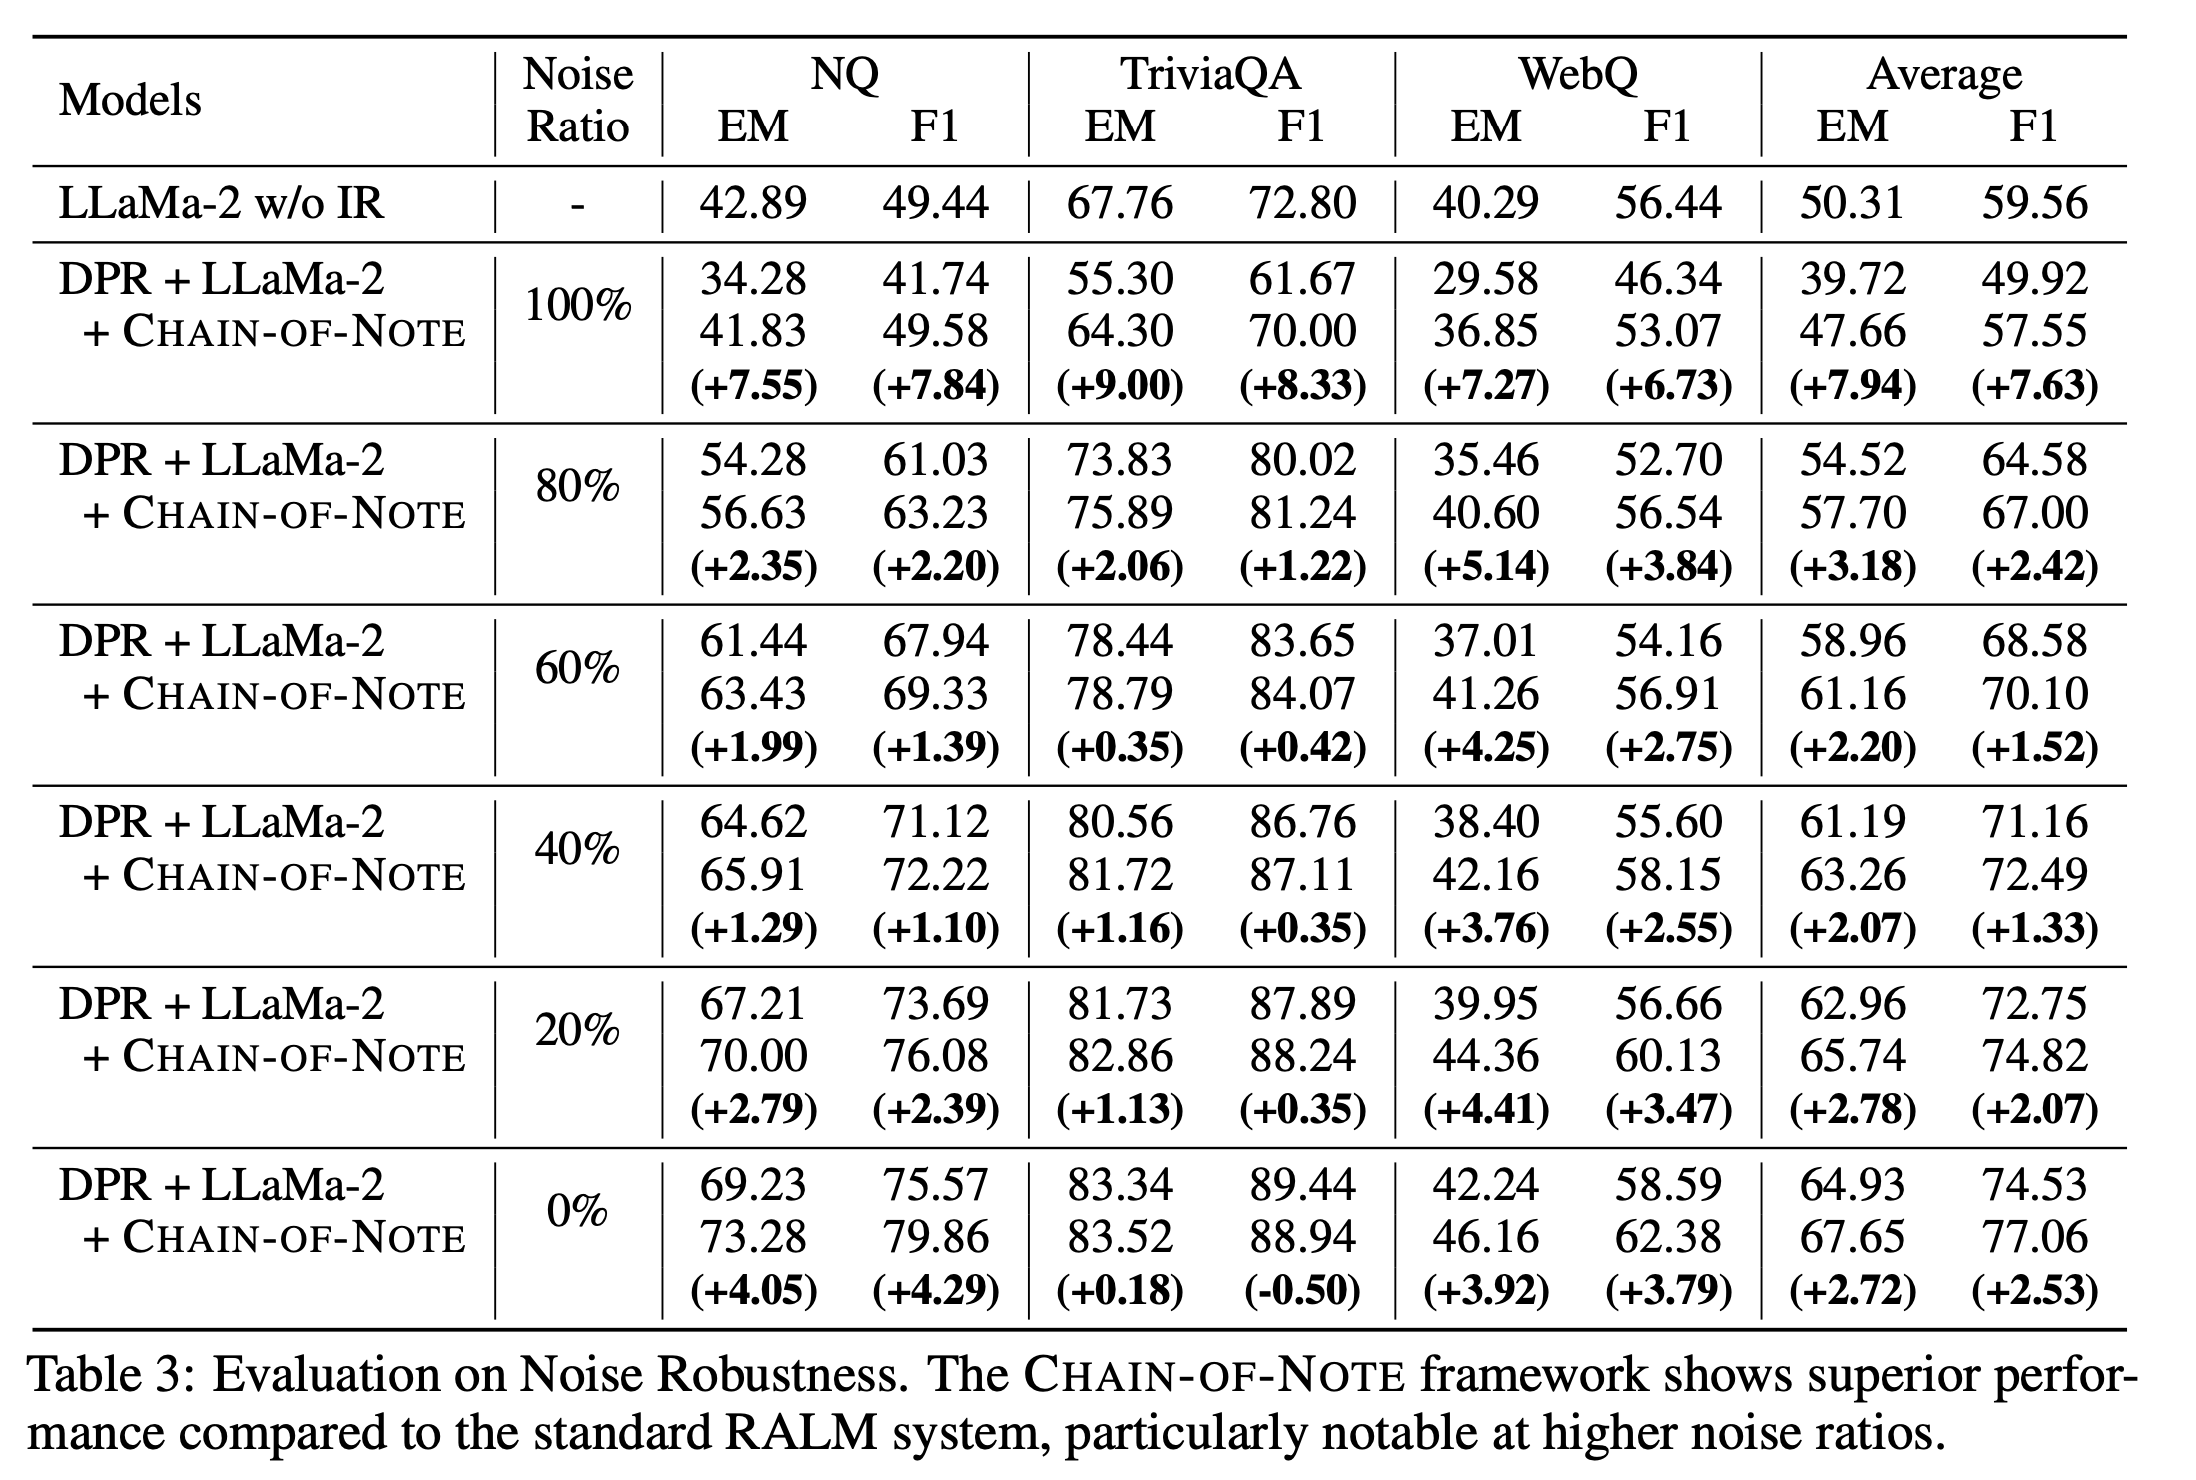 Models Noise Ratio NQ TriviaQA WebQ Average
EM F1 EM F1 EM F1 EM F1
LLaMa-2 w/o IR - 42.89 49.44 67.76 72.80 40.29 56.44 50.31 59.56
DPR + LLaMa-2 100% 34.28 41.74 55.30 61.67 29.58 46.34 39.72 49.92
+ CHAIN-OF-NOTE 41.83 49.58 64.30 70.00 36.85 53.07 47.66 57.55
(+7.55) (+7.84) (+9.00) (+8.33) (+7.27) (+6.73) (+7.94) (+7.63)
DPR + LLaMa-2 80% 54.28 61.03 73.83 80.02 35.46 52.70 54.52 64.58
+ CHAIN-OF-NOTE 56.63 63.23 75.89 81.24 40.60 56.54 57.70 67.00
(+2.35) (+2.20) (+2.06) (+1.22) (+5.14) (+3.84) (+3.18) (+2.42)
DPR + LLaMa-2 60% 61.44 67.94 78.44 83.65 37.01 54.16 58.96 68.58
+ CHAIN-OF-NOTE 63.43 69.33 78.79 84.07 41.26 56.91 61.16 70.10
(+1.99) (+1.39) (+0.35) (+0.42) (+4.25) (+2.75) (+2.20) (+1.52)
DPR + LLaMa-2 40% 64.62 71.12 80.56 86.76 38.40 55.60 61.19 71.16
+ CHAIN-OF-NOTE 65.91 72.22 81.72 87.11 42.16 58.15 63.26 72.49
(+1.29) (+1.10) (+1.16) (+0.35) (+3.76) (+2.55) (+2.07) (+1.33)
DPR + LLaMa-2 20% 67.21 73.69 81.73 87.89 39.95 56.66 62.96 72.75
+ CHAIN-OF-NOTE 70.00 76.08 82.86 88.24 44.36 60.13 65.74 74.82
(+2.79) (+2.39) (+1.13) (+0.35) (+4.41) (+3.47) (+2.78) (+2.07)
DPR + LLaMa-2 0% 69.23 75.57 83.34 89.44 42.24 58.59 64.93 74.53
+ CHAIN-OF-NOTE 73.28 79.86 83.52 88.94 46.16 62.38 67.65 77.06
(+4.05) (+4.29) (+0.18) (-0.50) (+3.92) (+3.79) (+2.72) (+2.53)
Table 3: Evaluation on Noise Robustness. The CHAIN-OF-NOTE framework shows superior perfor-
mance compared to the standard RALM system, particularly notable at higher noise ratios.